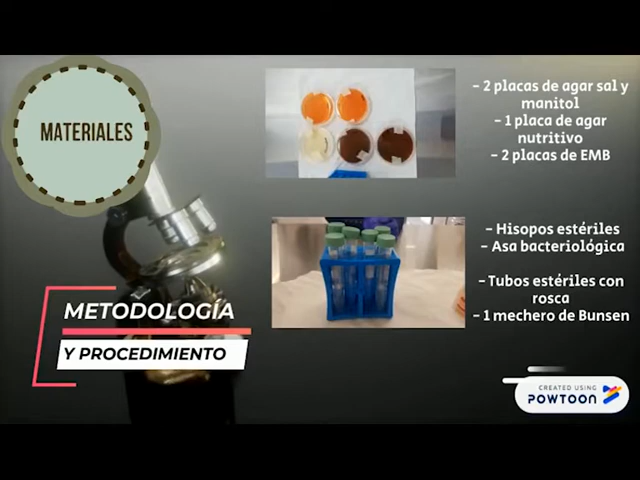 MATERIALES
- 2 placas de agar sal y
manitol
- 1 placa de agar
nutritivo
- 2 placas de EMB
- Hisopos estériles
- Asa bacteriológica
- Tubos estériles con
rosca
- 1 mechero de Bunsen
METODOLOGÍA
Y PROCEDIMIENTO
CREATED USING
POWTOON